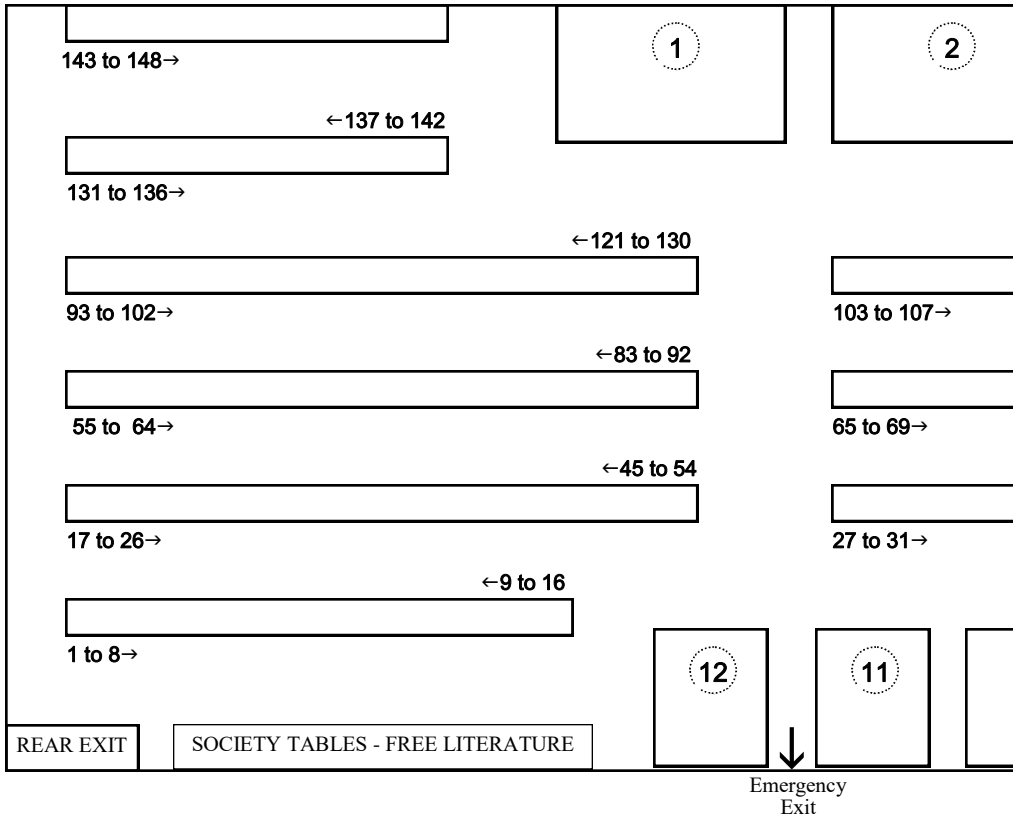 1
2
143 to 148→
←137 to 142
131 to 136→
←121 to 130
93 to 102→
103 to 107→
←83 to 92
55 to  64→
65 to 69→
←45 to 54
17 to 26→
27 to 31→
←9 to 16
1 to 8→
12
11
REAR EXIT
SOCIETY TABLES - FREE LITERATURE
Emergency
Exit